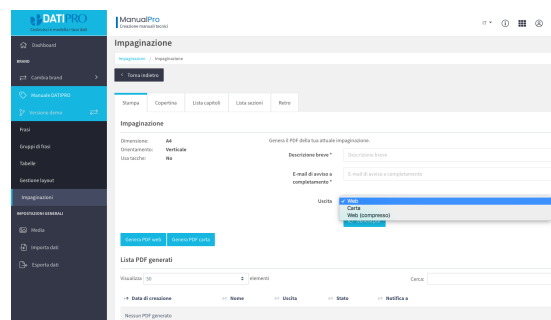 DATIPRO
Costruisci e modella i tuoi dati
Dashboard
BRAND
Cambia brand
Manuale DATIPRO
Versione demo
Frasi
Gruppi di frasi
Tabelle
Gestione layout
Impaginazioni
IMPOSTAZIONI GENERALI
Media
Importa dati
Esporta dati
ManualPro
Creazione manuali tecnici
IT
Impaginazione
Impaginazioni / Impaginazione
Torna indietro
Stampa Copertina Lista capitoli Lista sezioni Retro
Impaginazione
Dimensione: A4
Orientamento: Verticale
Usa tacche: No
Genera il PDF della tua attuale impaginazione.
Descrizione breve * Descrizione breve
E-mail di avviso a completamento * E-mail di avviso a completamento
Uscita
✓ Web
Carta
Web (compresso)
Genera PDF web Genera PDF carta
Lista PDF generati
Visualizza 50 elementi
Cerca:
Data di creazione Nome Uscita Stato Notifica a
Nessun PDF generato